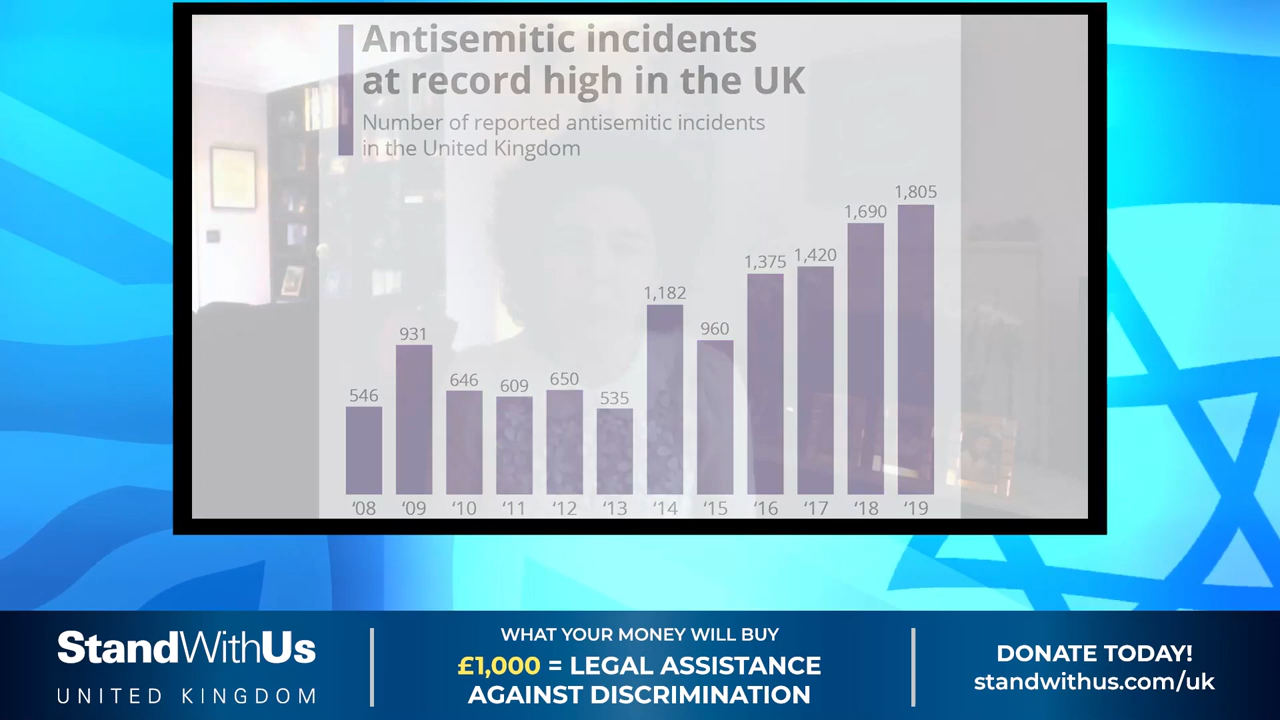 Antisemitic incidents
at record high in the UK
Number of reported antisemitic incidents
in the United Kingdom
546 931 646 609 650 535 1,182 960 1,375 1,420 1,690 1,805
‘08 ‘09 ‘10 ‘11 ‘12 ‘13 ‘14 ‘15 ‘16 ‘17 ‘18 ‘19
StandWithUs
UNITED KINGDOM
WHAT YOUR MONEY WILL BUY
£1,000 = LEGAL ASSISTANCE
AGAINST DISCRIMINATION
DONATE TODAY!
standwithus.com/uk